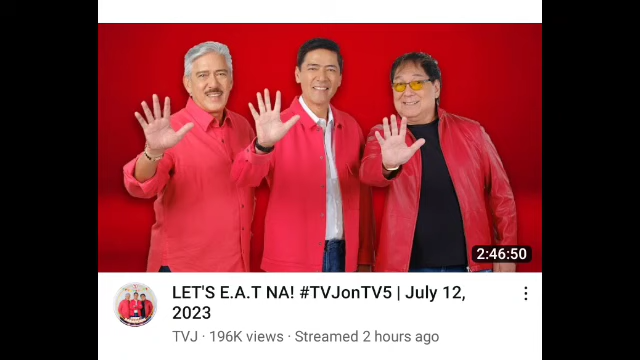 2:46:50
LET'S E.A.T NA! #TVJonTV5 | July 12,
2023
TVJ · 196K views · Streamed 2 hours ago